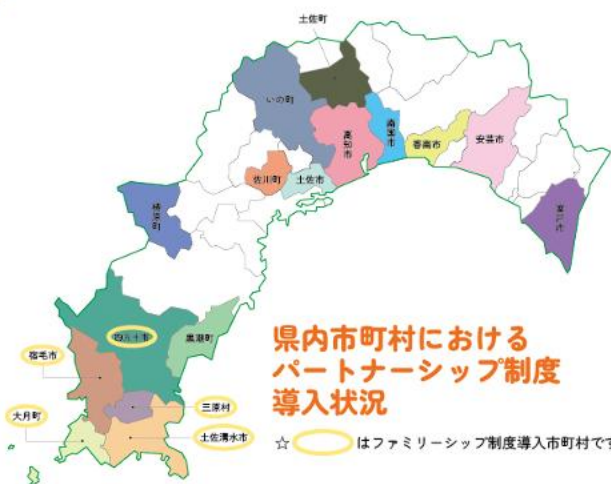 土佐町
いの町
高知市
南国市
香南市
安芸市
室戸市
佐川町
土佐市
梼原町
四万十市
黒潮町
宿毛市
大月町
三原村
土佐清水市
県内市町村における
パートナーシップ制度
導入状況
☆ はファミリーシップ制度導入市町村です